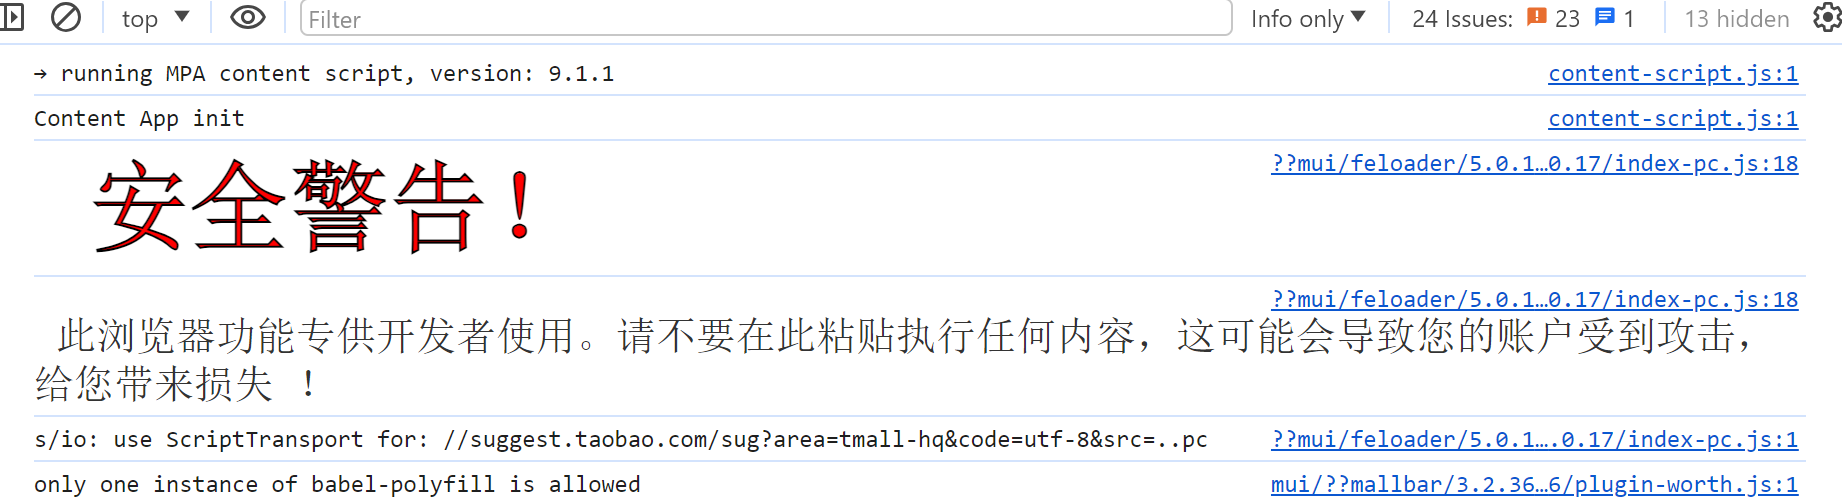 top Filter Info only 24 Issues: 23 1 13 hidden
→ running MPA content script, version: 9.1.1 content-script.js:1
Content App init content-script.js:1
安全警告！ ??mui/feloader/5.0.1…0.17/index-pc.js:18
??mui/feloader/5.0.1…0.17/index-pc.js:18
此浏览器功能专供开发者使用。请不要在此粘贴执行任何内容，这可能会导致您的账户受到攻击，
给您带来损失 ！
s/io: use ScriptTransport for: //suggest.taobao.com/sug?area=tmall-hq&code=utf-8&src=..pc ??mui/feloader/5.0.1….0.17/index-pc.js:1
only one instance of babel-polyfill is allowed mui/??mallbar/3.2.36…6/plugin-worth.js:1